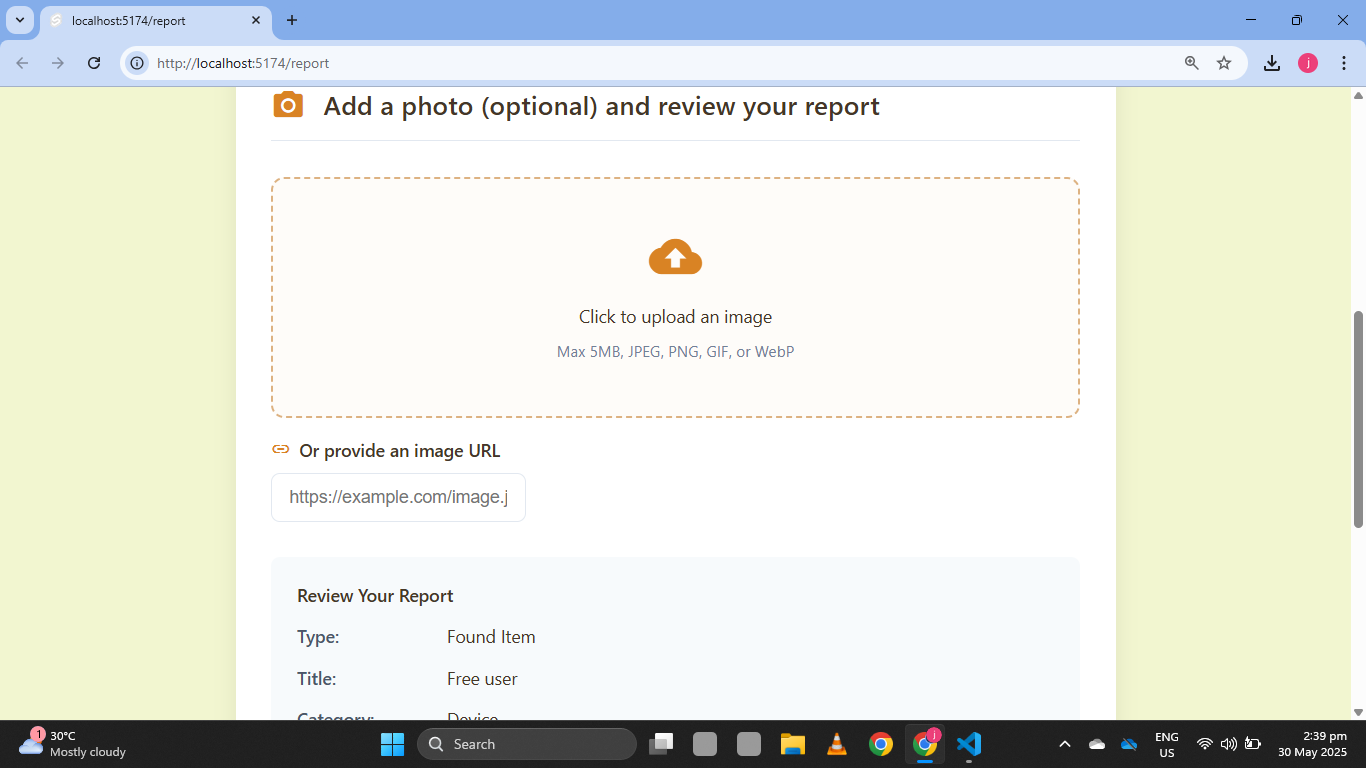 localhost:5174/report
http://localhost:5174/report
j
Add a photo (optional) and review your report
Click to upload an image
Max 5MB, JPEG, PNG, GIF, or WebP
Or provide an image URL
https://example.com/image.j
Review Your Report
Type: Found Item
Title: Free user
Category: Device
1
30°C
Mostly cloudy
Search
j
ENG
US
2:39 pm
30 May 2025